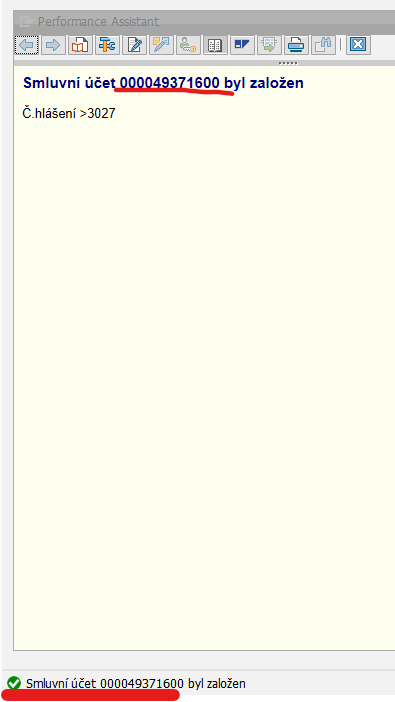 Performance Assistant
Smluvní účet 000049371600 byl založen
Č.hlášení >3027
Smluvní účet 000049371600 byl založen